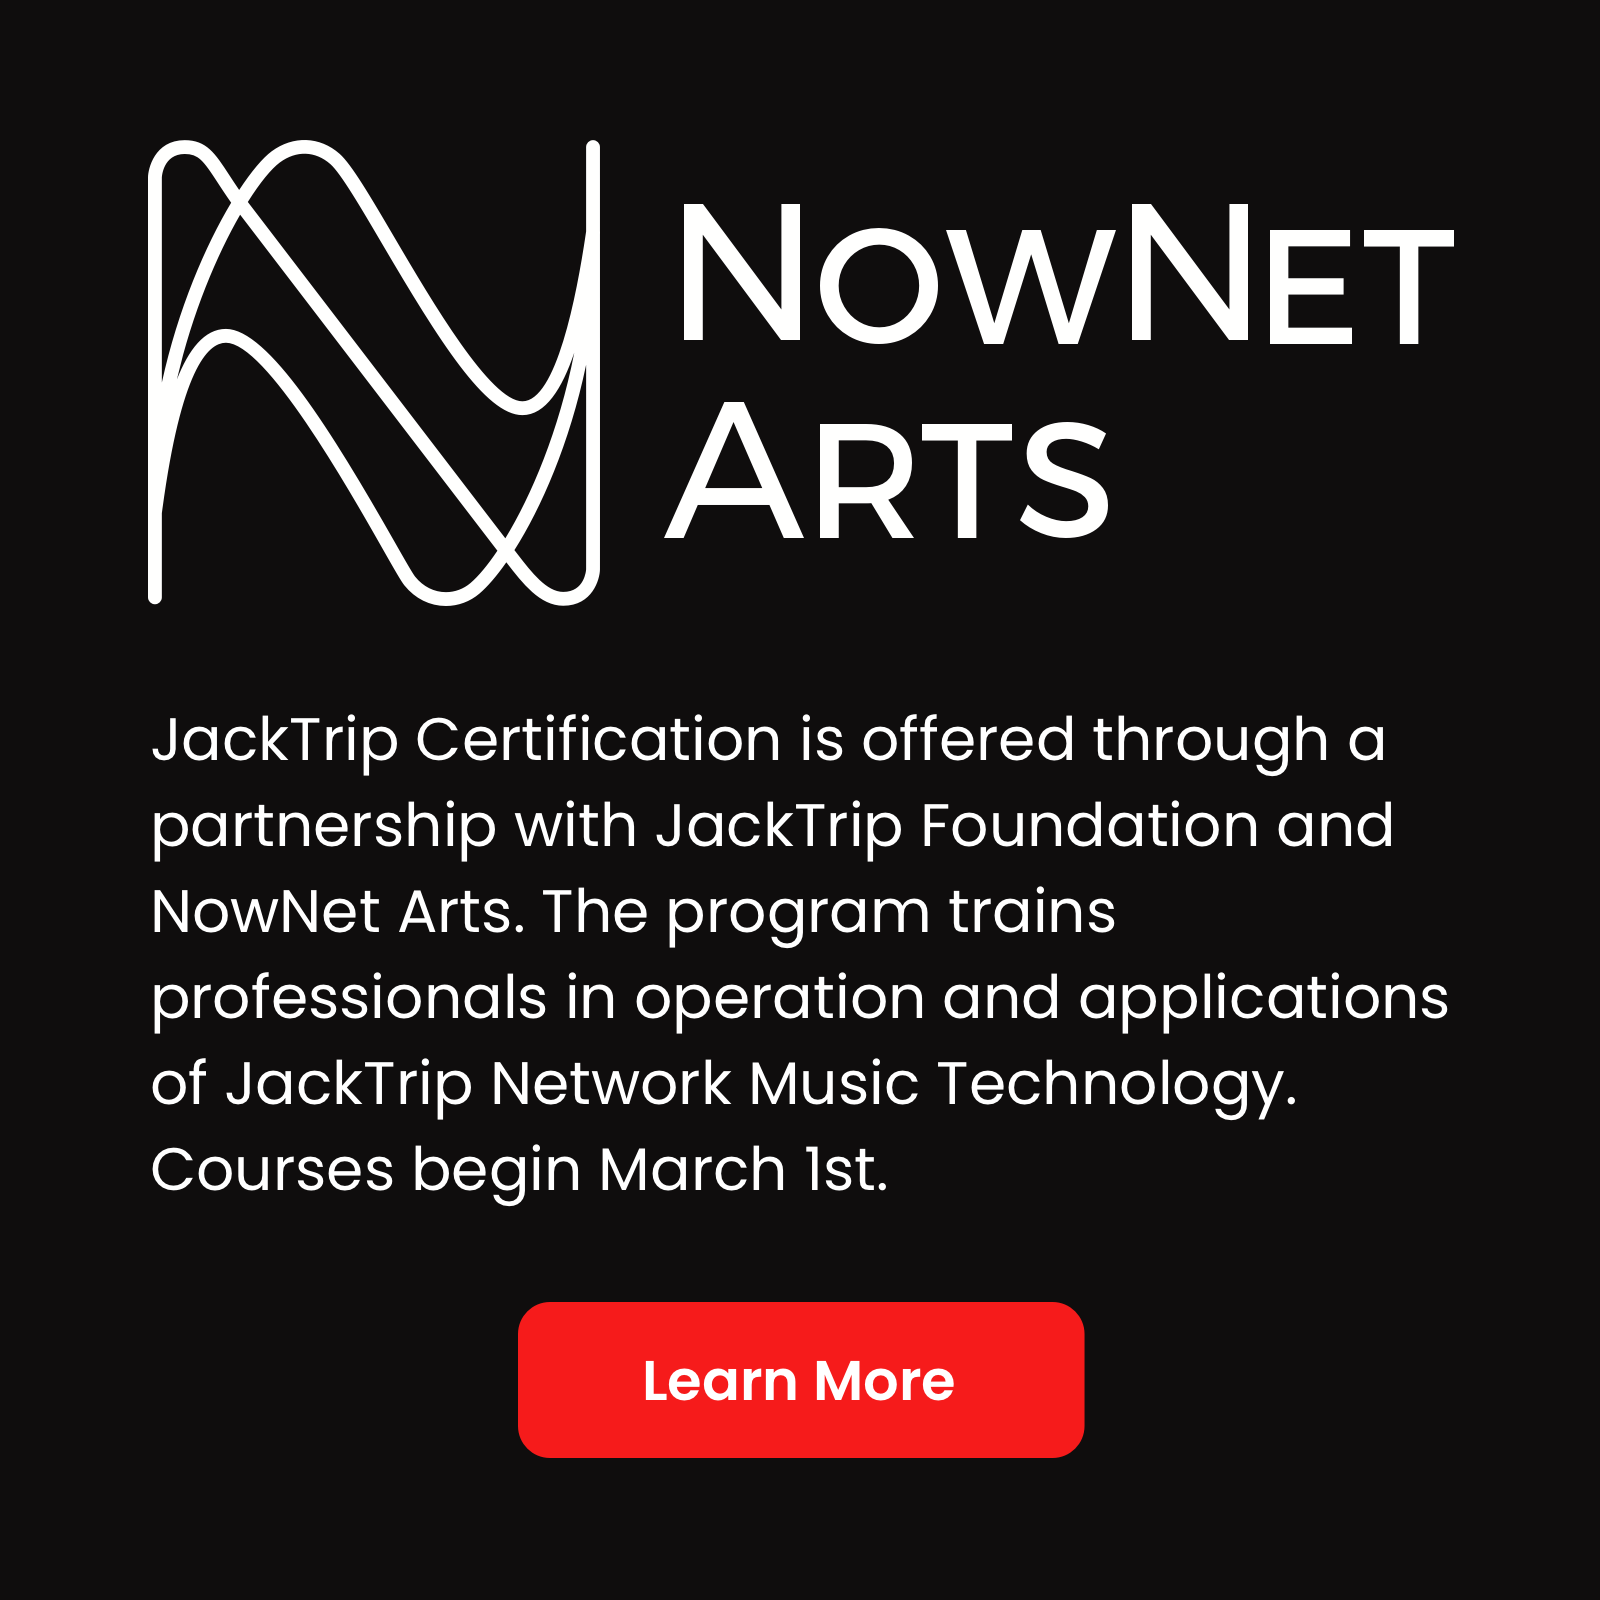 NowNet
Arts
JackTrip Certification is offered through a
partnership with JackTrip Foundation and
NowNet Arts. The program trains
professionals in operation and applications
of JackTrip Network Music Technology.
Courses begin March 1st.
Learn More